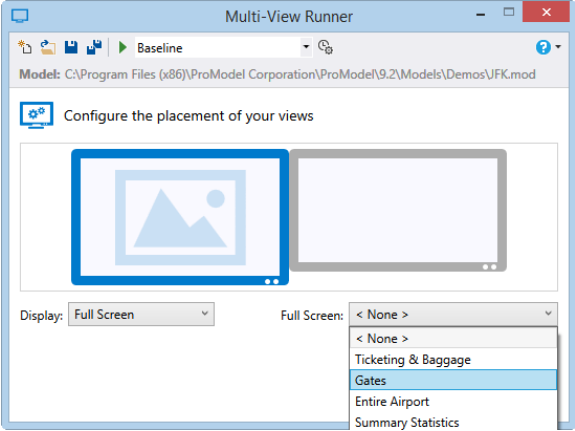 Multi-View Runner
Baseline
Model: C:\Program Files (x86)\ProModel Corporation\ProModel\9.2\Models\Demos\JFK.mod
Configure the placement of your views
Display: Full Screen
Full Screen: < None >
< None >
Ticketing & Baggage
Gates
Entire Airport
Summary Statistics